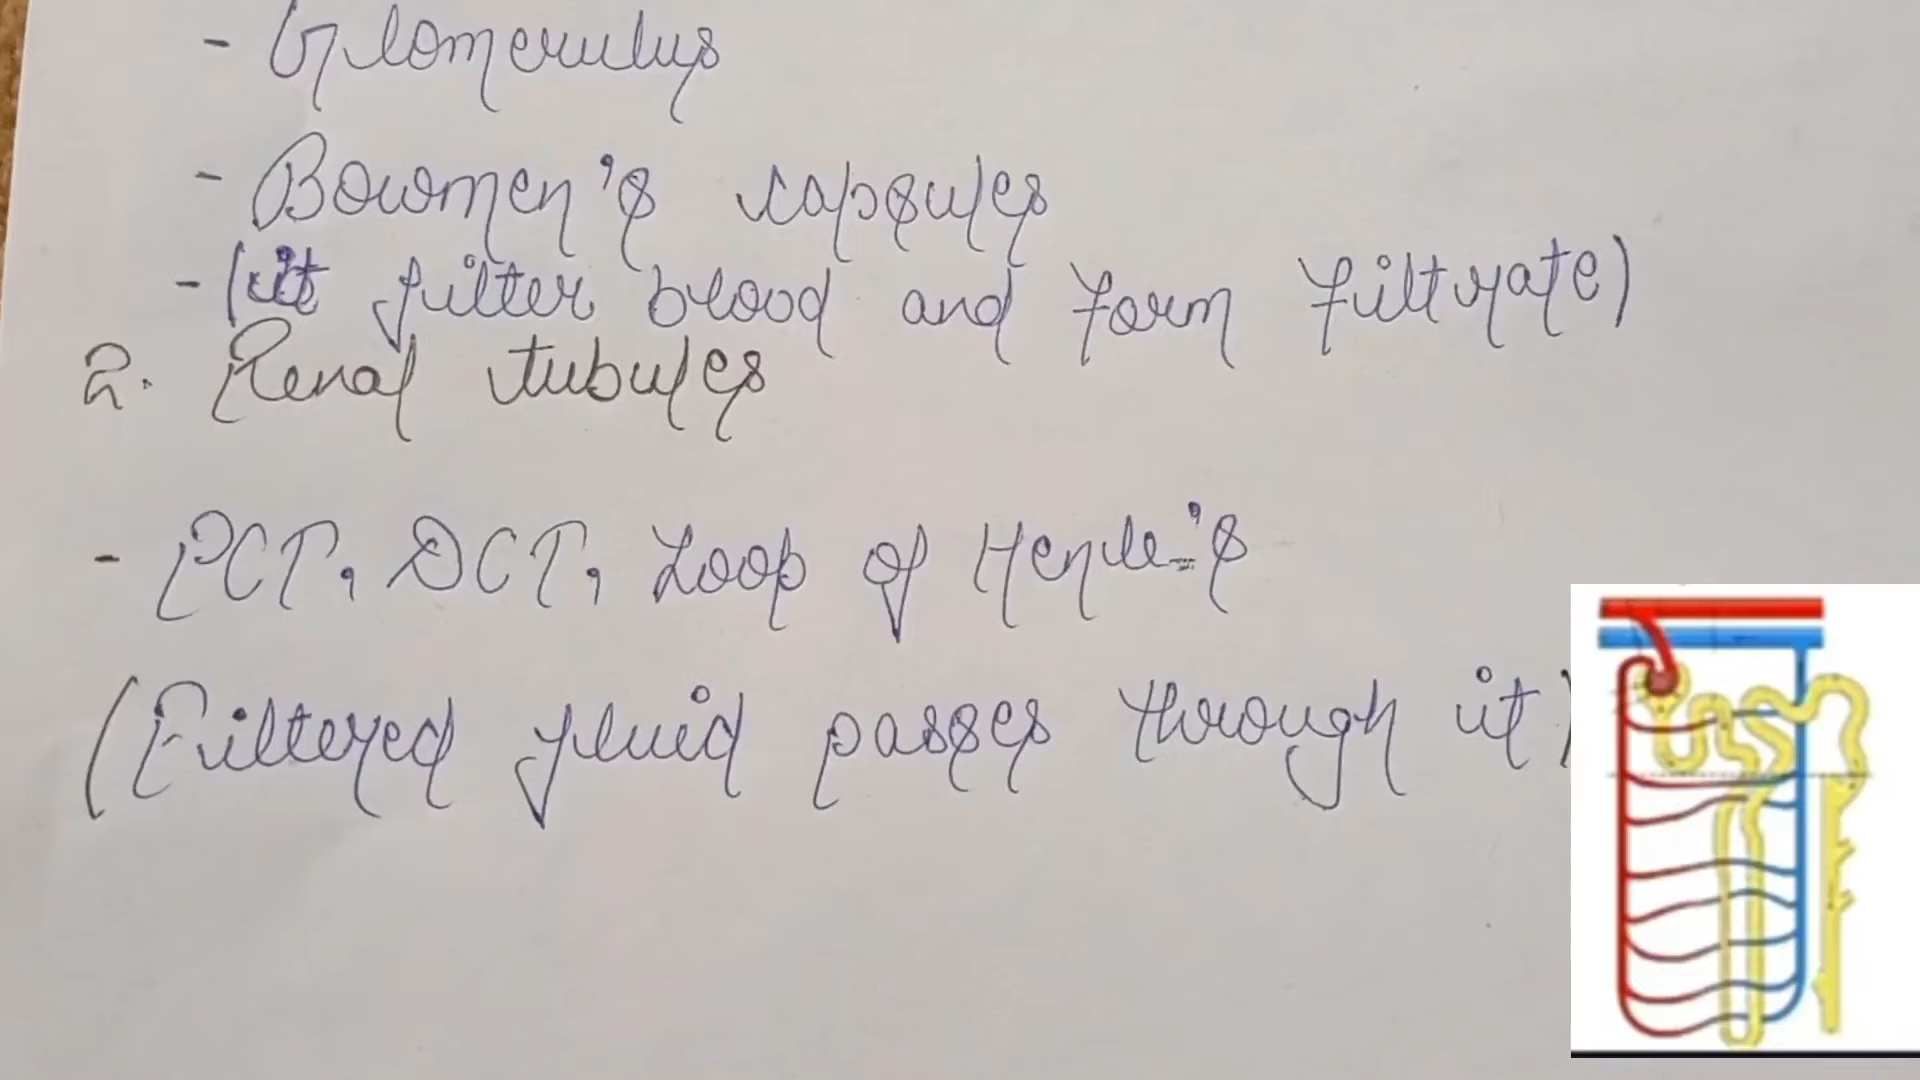 - Glomerulus
- Bowmen's capsules
- (it filter blood and form filtrate)
2. Renal tubules
- PCT, DCT, Loop of Henle's
(Filtered fluid passes through it)